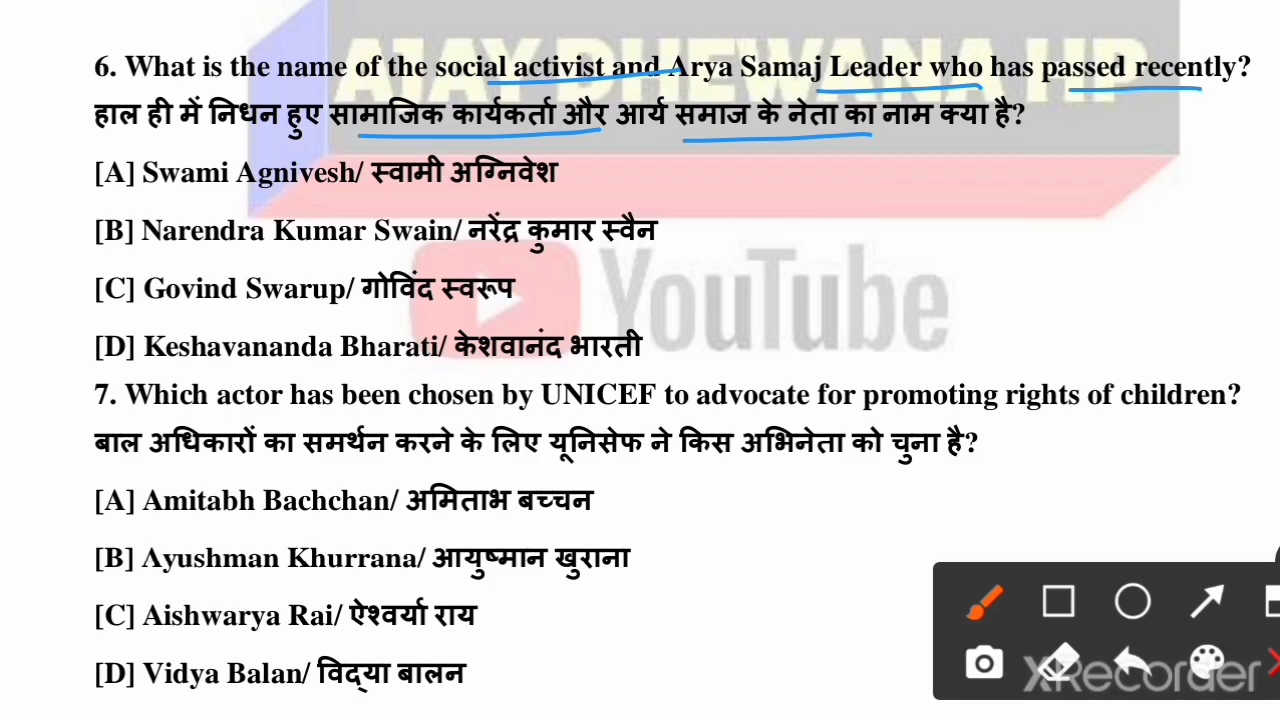 AJAY DHEWANA HP
6. What is the name of the social activist and Arya Samaj Leader who has passed recently?
हाल ही में निधन हुए सामाजिक कार्यकर्ता और आर्य समाज के नेता का नाम क्या है?
[A] Swami Agnivesh/ स्वामी अग्निवेश
[B] Narendra Kumar Swain/ नरेंद्र कुमार स्वैन
[C] Govind Swarup/ गोविंद स्वरूप
YouTube
[D] Keshavananda Bharati/ केशवानंद भारती
7. Which actor has been chosen by UNICEF to advocate for promoting rights of children?
बाल अधिकारों का समर्थन करने के लिए यूनिसेफ ने किस अभिनेता को चुना है?
[A] Amitabh Bachchan/ अमिताभ बच्चन
[B] Ayushman Khurrana/ आयुष्मान खुराना
[C] Aishwarya Rai/ ऐश्वर्या राय
[D] Vidya Balan/ विद्या बालन
XRecorder